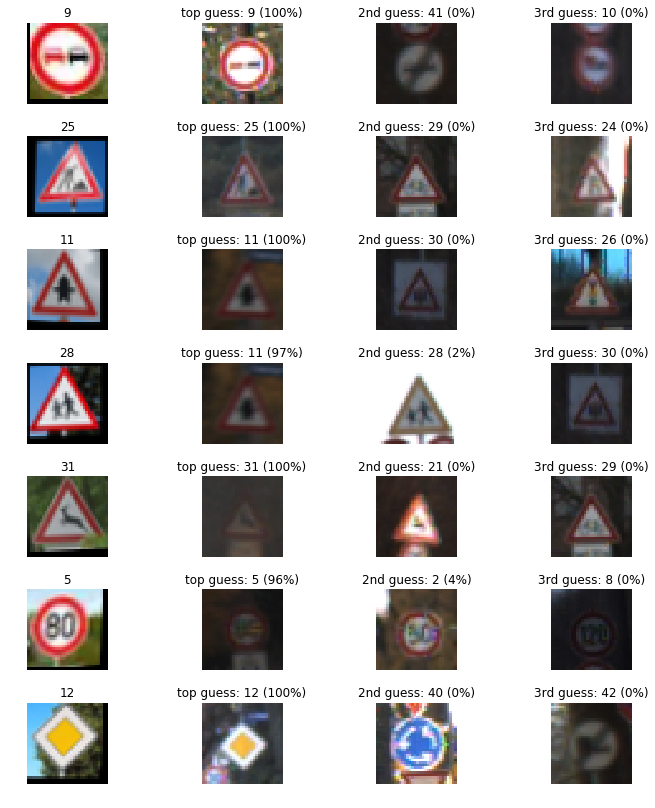 9 top guess: 9 (100%) 2nd guess: 41 (0%) 3rd guess: 10 (0%)
25 top guess: 25 (100%) 2nd guess: 29 (0%) 3rd guess: 24 (0%)
11 top guess: 11 (100%) 2nd guess: 30 (0%) 3rd guess: 26 (0%)
28 top guess: 11 (97%) 2nd guess: 28 (2%) 3rd guess: 30 (0%)
31 top guess: 31 (100%) 2nd guess: 21 (0%) 3rd guess: 29 (0%)
5 top guess: 5 (96%) 2nd guess: 2 (4%) 3rd guess: 8 (0%)
80
12 top guess: 12 (100%) 2nd guess: 40 (0%) 3rd guess: 42 (0%)